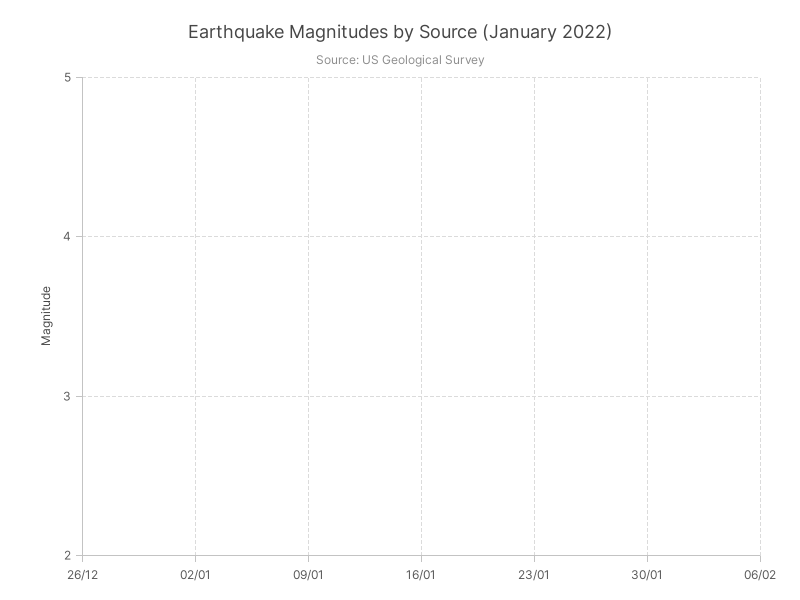 Earthquake Magnitudes by Source (January 2022)
Source: US Geological Survey
5
4
Magnitude
3
2
26/12 02/01 09/01 16/01 23/01 30/01 06/02